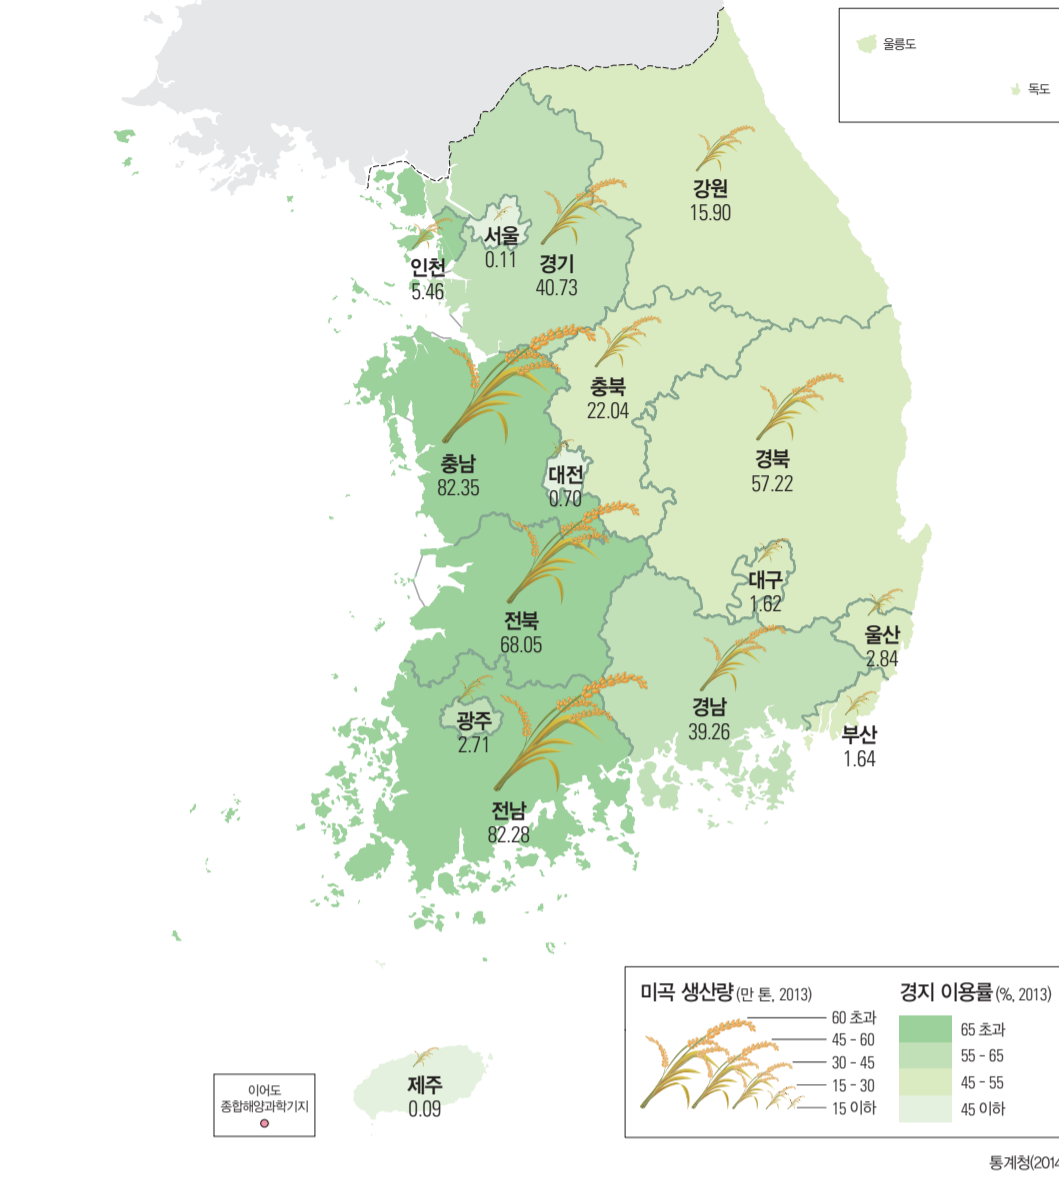 울릉도
독도
강원
15.90
서울
0.11
경기
40.73
인천
5.46
충북
22.04
경북
57.22
충남
82.35
대전
0.70
대구
1.62
전북
68.05
울산
2.84
경남
39.26
광주
2.71
부산
1.64
전남
82.28
제주
0.09
이어도
종합해양과학기지
미곡 생산량 (만 톤, 2013)
60 초과
45 - 60
30 - 45
15 - 30
15 이하
경지 이용률 (%, 2013)
65 초과
55 - 65
45 - 55
45 이하
통계청(2014